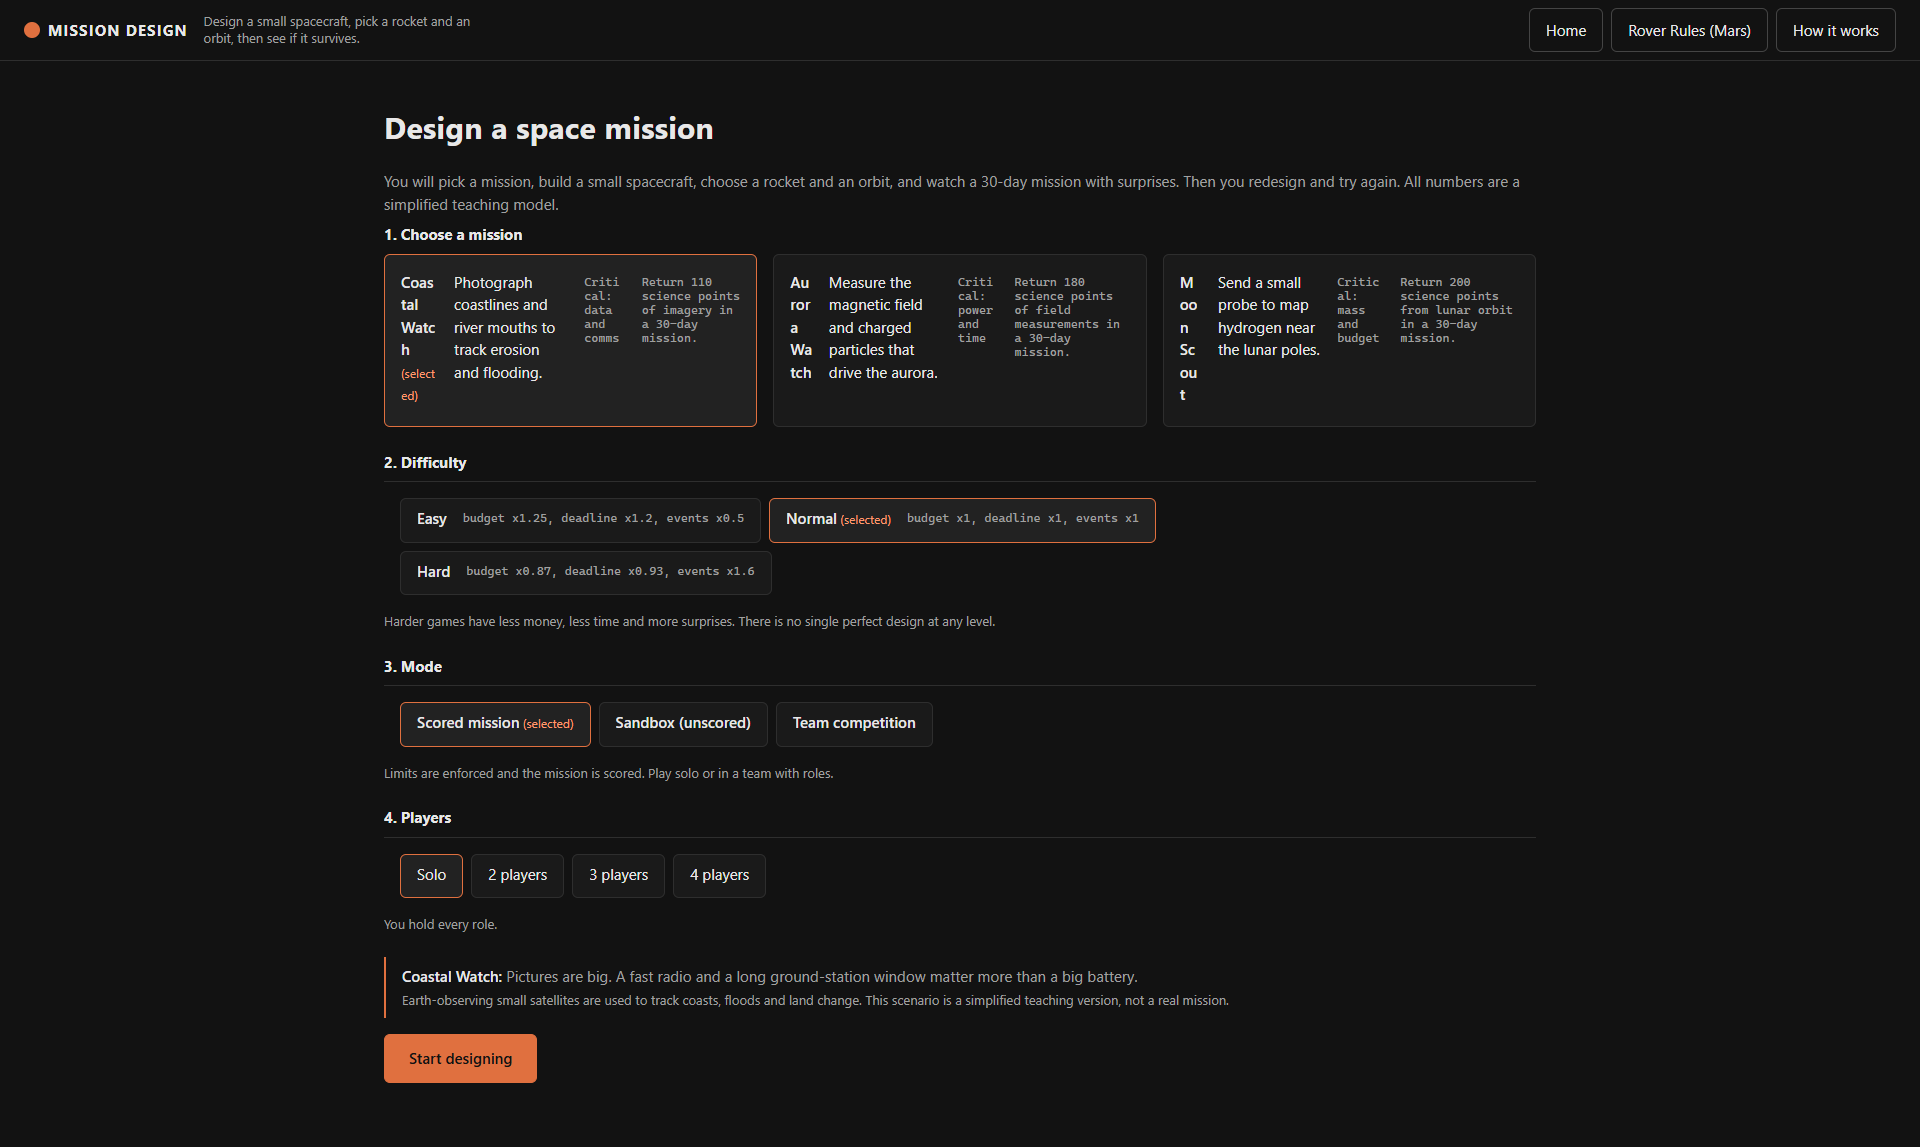 MISSION DESIGN
Design a small spacecraft, pick a rocket and an
orbit, then see if it survives.
Home
Rover Rules (Mars)
How it works
Design a space mission
You will pick a mission, build a small spacecraft, choose a rocket and an orbit, and watch a 30-day mission with surprises. Then you redesign and try again. All numbers are a
simplified teaching model.
1. Choose a mission
Coas
tal
Watc
h
(select
ed)
Photograph
coastlines and
river mouths to
track erosion
and flooding.
Criti
cal:
data
and
comms
Return 110
science points
of imagery in
a 30-day
mission.
Au
ror
a
Wa
tch
Measure the
magnetic field
and charged
particles that
drive the aurora.
Criti
cal:
power
and
time
Return 180
science points
of field
measurements in
a 30-day
mission.
M
oo
n
Sc
ou
t
Send a small
probe to map
hydrogen near
the lunar poles.
Critic
al:
mass
and
budget
Return 200
science points
from lunar orbit
in a 30-day
mission.
2. Difficulty
Easy budget x1.25, deadline x1.2, events x0.5
Normal (selected) budget x1, deadline x1, events x1
Hard budget x0.87, deadline x0.93, events x1.6
Harder games have less money, less time and more surprises. There is no single perfect design at any level.
3. Mode
Scored mission (selected)
Sandbox (unscored)
Team competition
Limits are enforced and the mission is scored. Play solo or in a team with roles.
4. Players
Solo
2 players
3 players
4 players
You hold every role.
Coastal Watch: Pictures are big. A fast radio and a long ground-station window matter more than a big battery.
Earth-observing small satellites are used to track coasts, floods and land change. This scenario is a simplified teaching version, not a real mission.
Start designing